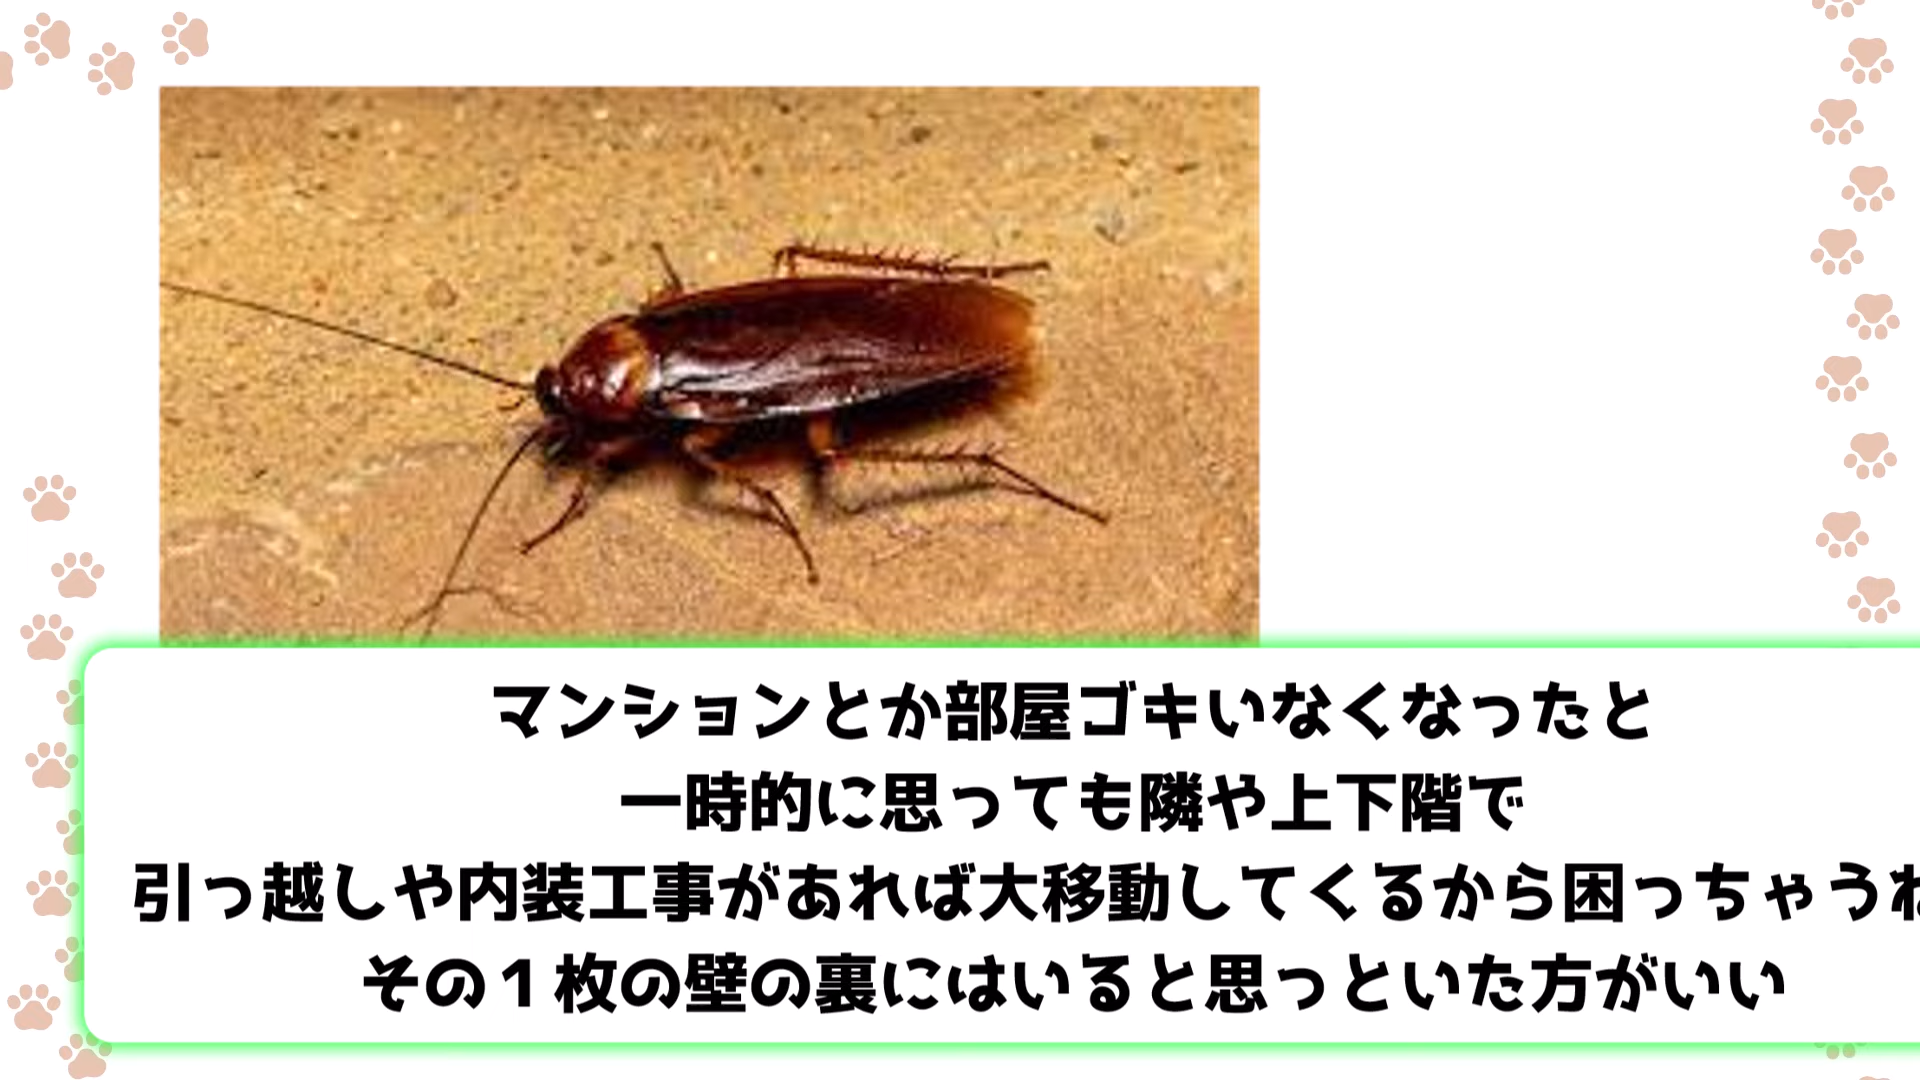 マンションとか部屋ゴキいなくなったと
一時的に思っても隣や上下階で
引っ越しや内装工事があれば大移動してくるから困っちゃうね
その１枚の壁の裏にはいると思っといた方がいい